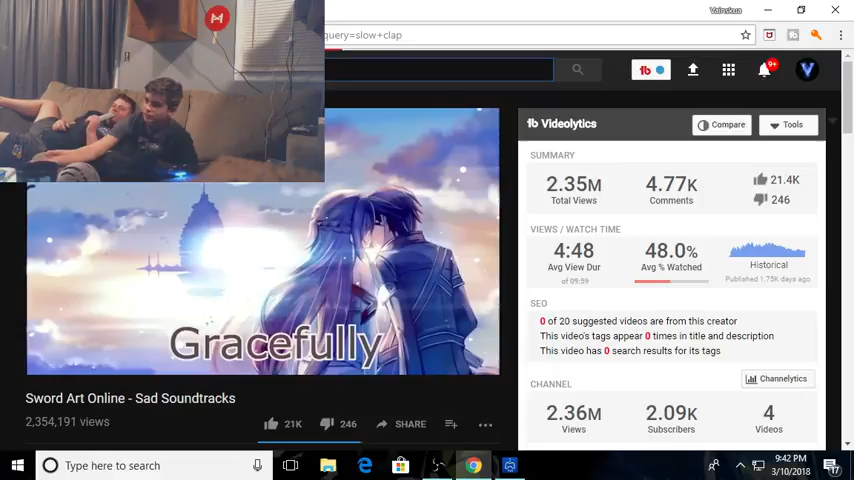 Vainskua
query=slow+clap
9+
Videolytics
Compare
Tools
SUMMARY
2.35M
Total Views
4.77K
Comments
21.4K
246
VIEWS / WATCH TIME
4:48
Avg View Dur
of 09:59
48.0%
Avg % Watched
Historical
Published 1.75K days ago
SEO
0 of 20 suggested videos are from this creator
This video's tags appear 0 times in title and description
This video has 0 search results for its tags
CHANNEL
Channelytics
2.36M
Views
2.09K
Subscribers
4
Videos
Gracefully
Sword Art Online - Sad Soundtracks
2,354,191 views
21K
246
SHARE
Type here to search
9:42 PM
3/10/2018
17